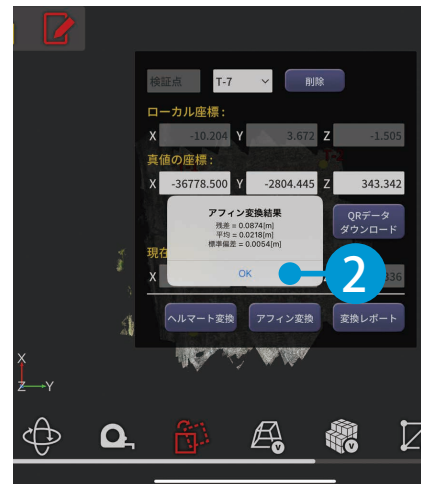 検証点 T-7 削除
ローカル座標：
X -10.204 Y 3.672 Z -1.505
真値の座標：
X -36778.500 Y -2804.445 Z 343.342
アフィン変換結果
残差 = 0.0874[m]
平均 = 0.0218[m]
標準偏差 = 0.0054[m]
OK
QRデータ
ダウンロード
現在
X
336
2
ヘルマート変換 アフィン変換 変換レポート
X
Z Y
V V